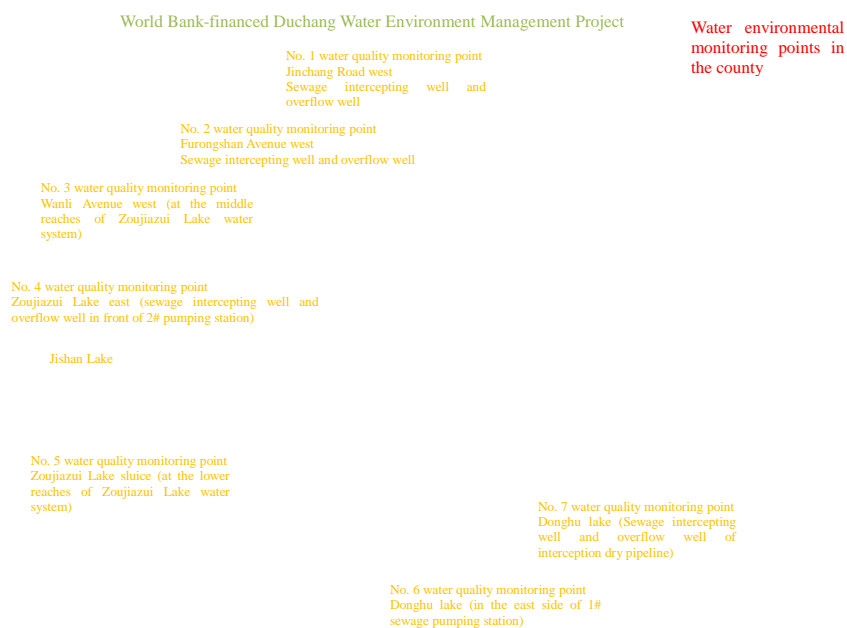 World Bank-financed Duchang Water Environment Management Project
Water environmental
monitoring points in
the county
No. 1 water quality monitoring point
Jinchang Road west
Sewage intercepting well and
overflow well
No. 2 water quality monitoring point
Furongshan Avenue west
Sewage intercepting well and overflow well
No. 3 water quality monitoring point
Wanli Avenue west (at the middle
reaches of Zoujiazui Lake water
system)
No. 4 water quality monitoring point
Zoujiazui Lake east (sewage intercepting well and
overflow well in front of 2# pumping station)
Jishan Lake
No. 5 water quality monitoring point
Zoujiazui Lake sluice (at the lower
reaches of Zoujiazui Lake water
system)
No. 7 water quality monitoring point
Donghu lake (Sewage intercepting
well and overflow well of
interception dry pipeline)
No. 6 water quality monitoring point
Donghu lake (in the east side of 1#
sewage pumping station)